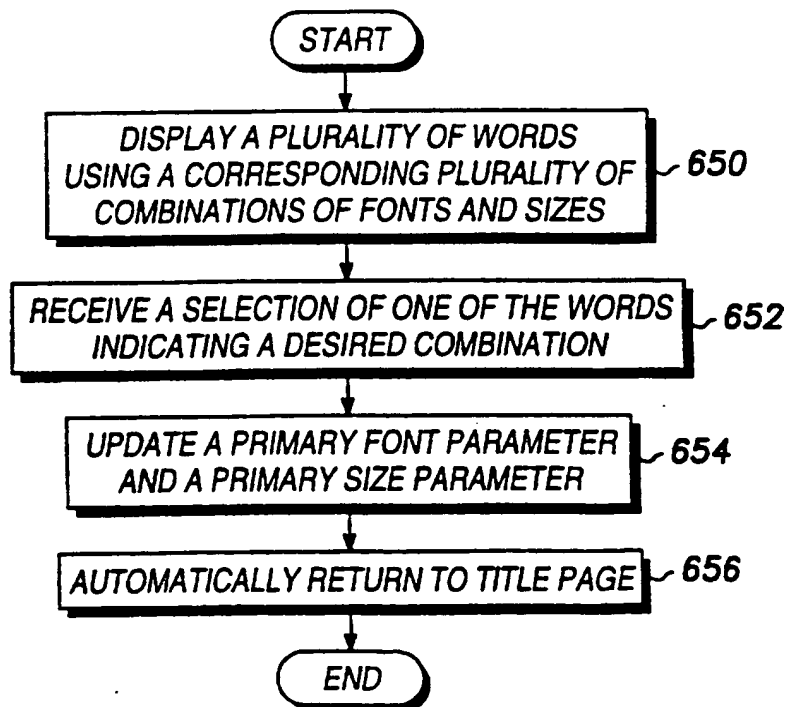 START
DISPLAY A PLURALITY OF WORDS
USING A CORRESPONDING PLURALITY OF
COMBINATIONS OF FONTS AND SIZES
650
RECEIVE A SELECTION OF ONE OF THE WORDS
INDICATING A DESIRED COMBINATION
652
UPDATE A PRIMARY FONT PARAMETER
AND A PRIMARY SIZE PARAMETER
654
AUTOMATICALLY RETURN TO TITLE PAGE
656
END